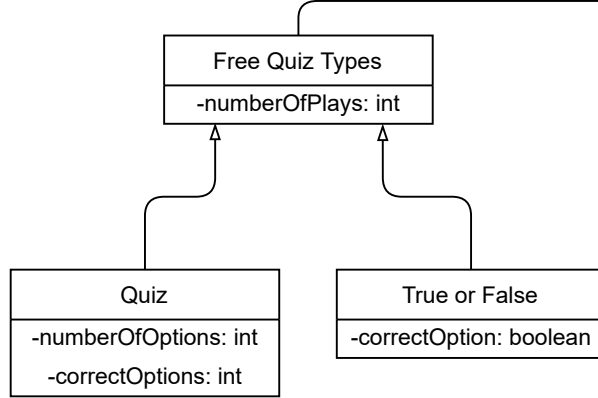 Free Quiz Types
-numberOfPlays: int
Quiz
-numberOfOptions: int
-correctOptions: int
True or False
-correctOption: boolean